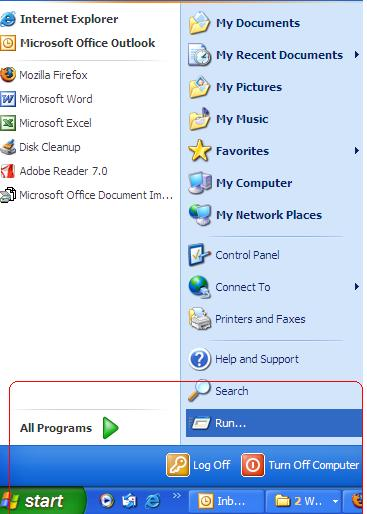 Internet Explorer
Microsoft Office Outlook
Mozilla Firefox
Microsoft Word
Microsoft Excel
Disk Cleanup
Adobe Reader 7.0
Microsoft Office Document Im...
All Programs
My Documents
My Recent Documents
My Pictures
My Music
Favorites
My Computer
My Network Places
Control Panel
Connect To
Printers and Faxes
Help and Support
Search
Run...
Log Off
Turn Off Computer
start
Inb...
2 W..